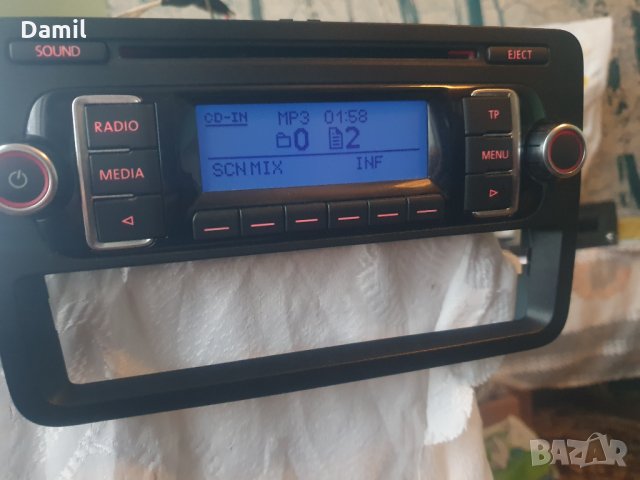 Damil
SOUND
EJECT
RADIO
MEDIA
CD-IN MP3 01:58
0 2
SCN MIX INF
TP
MENU
BAZAR